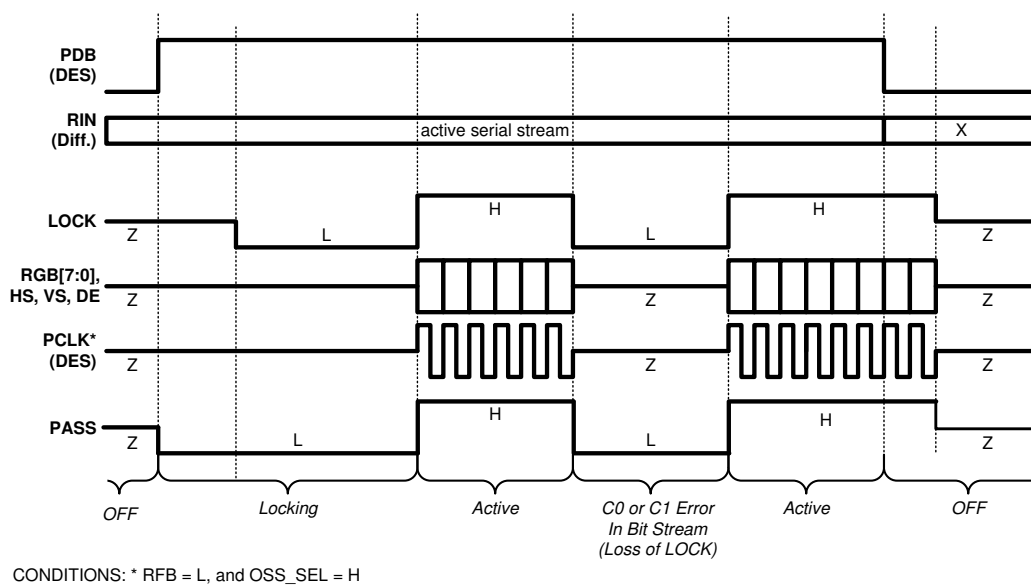 PDB
(DES)
RIN
(Diff.)
active serial stream
X
LOCK
Z
L
H
L
H
Z
RGB[7:0],
HS, VS, DE
Z
Z
Z
PCLK*
(DES)
Z
Z
Z
PASS
Z
L
H
L
H
Z
OFF
Locking
Active
C0 or C1 Error
In Bit Stream
(Loss of LOCK)
Active
OFF
CONDITIONS: * RFB = L, and OSS_SEL = H